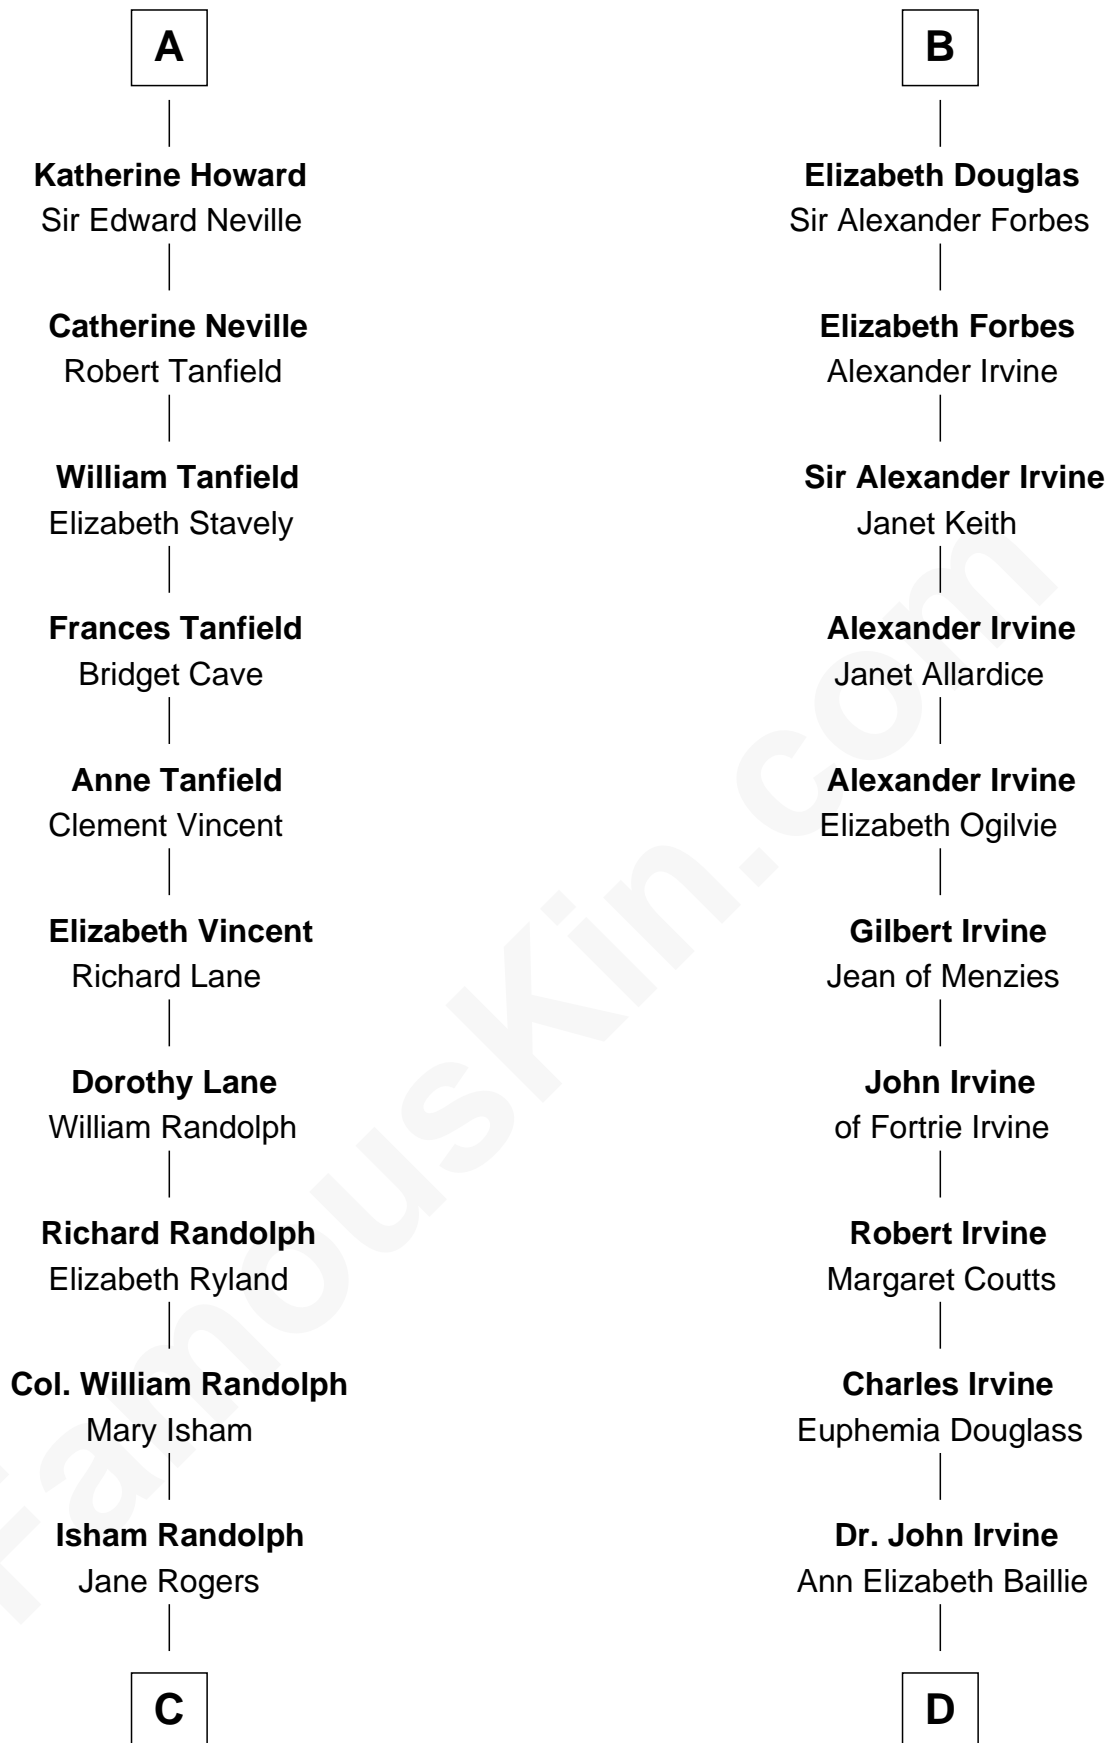 A
Katherine Howard
Sir Edward Neville
Catherine Neville
Robert Tanfield
William Tanfield
Elizabeth Stavely
Frances Tanfield
Bridget Cave
Anne Tanfield
Clement Vincent
Elizabeth Vincent
Richard Lane
Dorothy Lane
William Randolph
Richard Randolph
Elizabeth Ryland
Col. William Randolph
Mary Isham
Isham Randolph
Jane Rogers
C
B
Elizabeth Douglas
Sir Alexander Forbes
Elizabeth Forbes
Alexander Irvine
Sir Alexander Irvine
Janet Keith
Alexander Irvine
Janet Allardice
Alexander Irvine
Elizabeth Ogilvie
Gilbert Irvine
Jean of Menzies
John Irvine
of Fortrie Irvine
Robert Irvine
Margaret Coutts
Charles Irvine
Euphemia Douglass
Dr. John Irvine
Ann Elizabeth Baillie
D
FamousKin.com